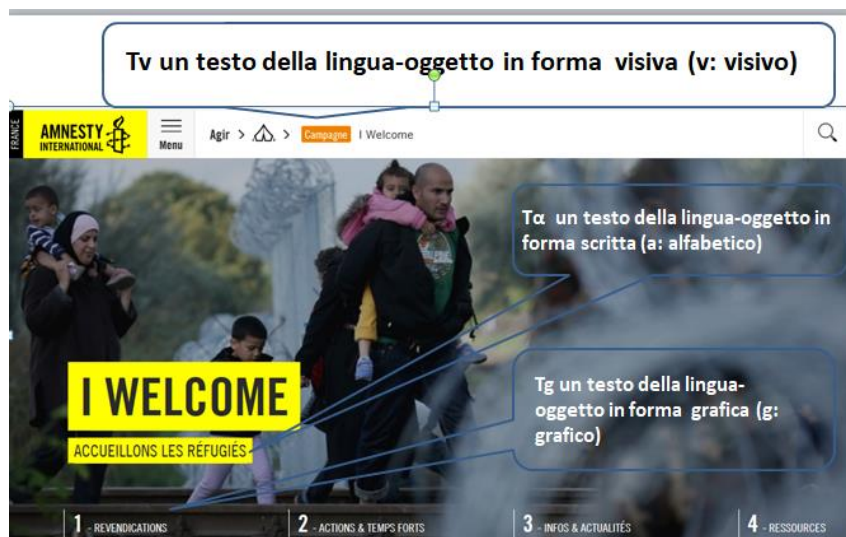 Tv un testo della lingua-oggetto in forma visiva (v: visivo)
FRANCE
AMNESTY
INTERNATIONAL
Menu
Agir > > Campagne I Welcome
Tα un testo della lingua-oggetto in
forma scritta (a: alfabetico)
I WELCOME
ACCUEILLONS LES RÉFUGIÉS
Tg un testo della lingua-
oggetto in forma grafica (g:
grafico)
1 - REVENDICATIONS
2 - ACTIONS & TEMPS FORTS
3 - INFOS & ACTUALITÉS
4 - RESSOURCES